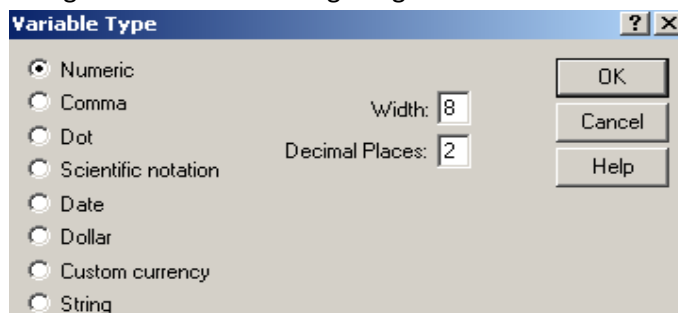 Variable Type
Numeric
Comma
Dot
Scientific notation
Date
Dollar
Custom currency
String
Width: 8
Decimal Places: 2
OK
Cancel
Help